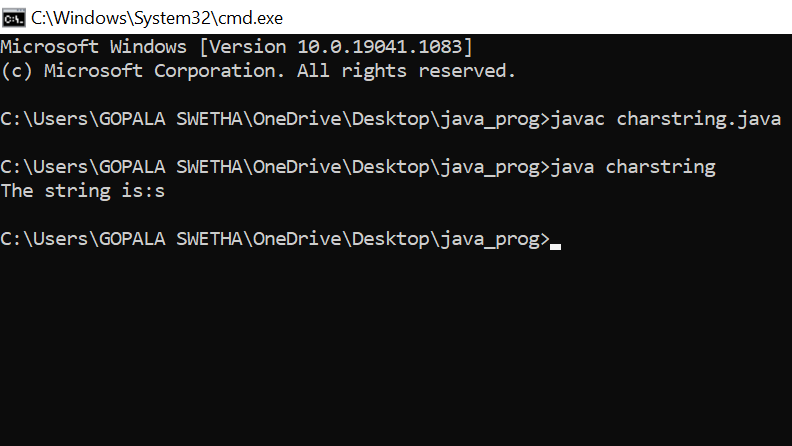 C:\Windows\System32\cmd.exe
Microsoft Windows [Version 10.0.19041.1083]
(c) Microsoft Corporation. All rights reserved.
C:\Users\GOPALA SWETHA\OneDrive\Desktop\java_prog>javac charstring.java
C:\Users\GOPALA SWETHA\OneDrive\Desktop\java_prog>java charstring
The string is:s
C:\Users\GOPALA SWETHA\OneDrive\Desktop\java_prog>